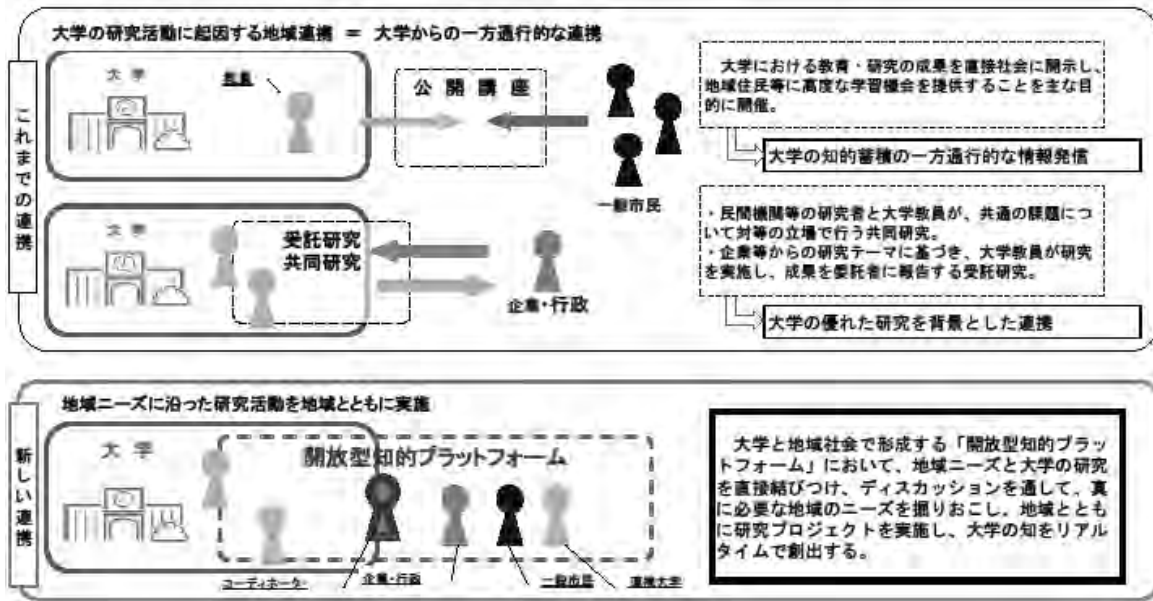 大学の研究活動に起因する地域連携 ＝ 大学からの一方通行的な連携
これまでの連携
大学
教員
公開講座
一般市民
大学における教育・研究の成果を直接社会に開示し、
地域住民等に高度な学習機会を提供することを主な目
的に開催。
大学の知的蓄積の一方通行的な情報発信
大学
受託研究
共同研究
企業・行政
・民間機関等の研究者と大学教員が、共通の課題につい
て対等の立場で行う共同研究。
・企業等からの研究テーマに基づき、大学教員が研究
を実施し、成果を委託者に報告する受託研究。
大学の優れた研究を背景とした連携
新しい連携
地域ニーズに沿った研究活動を地域とともに実施
大学
開放型知的プラットフォーム
コーディネーター
企業・行政
一般市民
連携大学
大学と地域社会で形成する「開放型知的プラッ
トフォーム」において、地域ニーズと大学の研究
を直接結びつけ、ディスカッションを通して、真
に必要な地域のニーズを掘りおこし、地域ととも
に研究プロジェクトを実施し、大学の知をリアル
タイムで創出する。